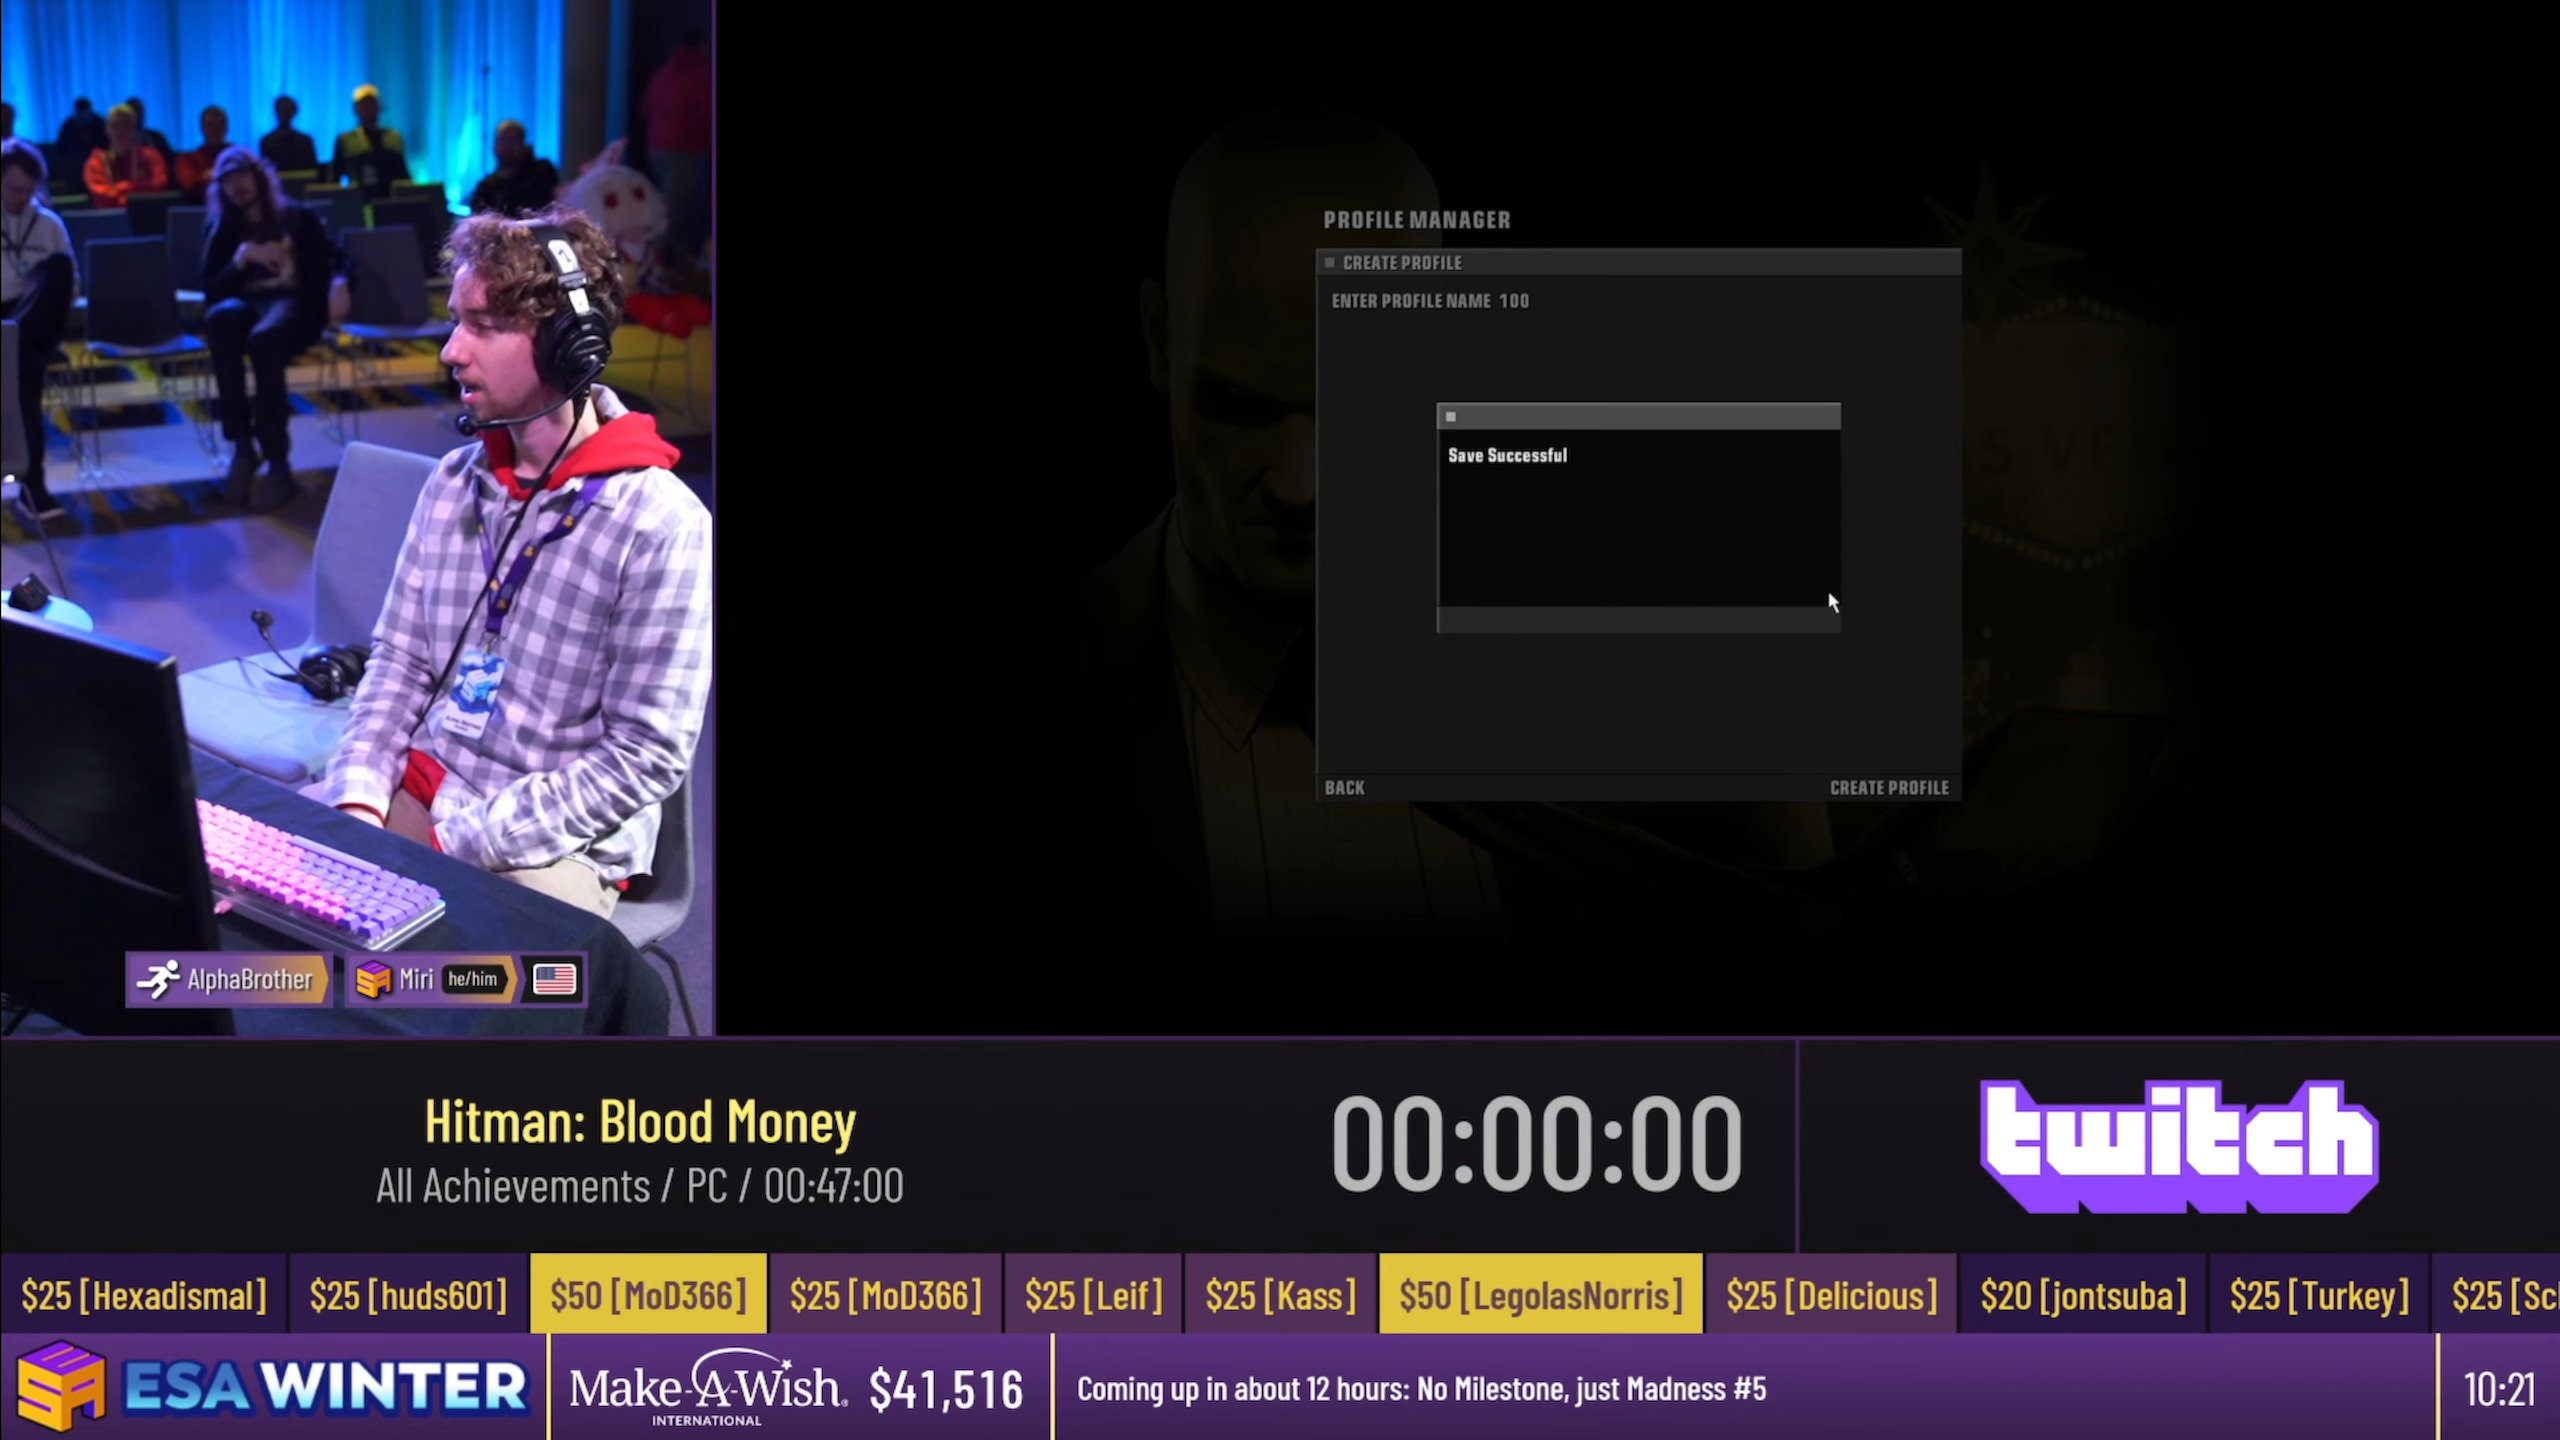 PROFILE MANAGER
CREATE PROFILE
ENTER PROFILE NAME 100
Save Successful
BACK
CREATE PROFILE
AlphaBrother
Miri he/him
Hitman: Blood Money
All Achievements / PC / 00:47:00
00:00:00
twitch
$25 [Hexadismal]
$25 [huds601]
$50 [MoD366]
$25 [MoD366]
$25 [Leif]
$25 [Kass]
$50 [LegolasNorris]
$25 [Delicious]
$20 [jontsuba]
$25 [Turkey]
$25 [Sc
ESA WINTER
Make-A-Wish.
INTERNATIONAL
$41,516
Coming up in about 12 hours: No Milestone, just Madness #5
10:21